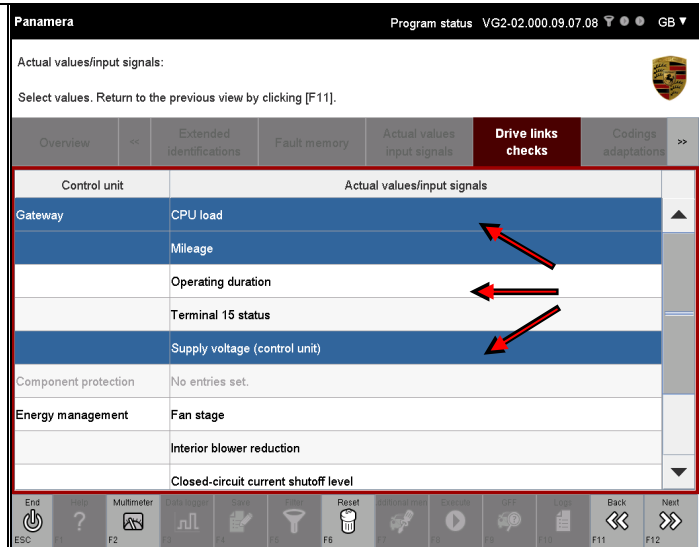 Panamera
Program status VG2-02.000.09.07.08
GB
Actual values/input signals:
Select values. Return to the previous view by clicking [F11].
Overview
<<
Extended
identifications
Fault memory
Actual values
input signals
Drive links
checks
Codings
adaptations
>>
Control unit
Actual values/input signals
Gateway
CPU load
Mileage
Operating duration
Terminal 15 status
Supply voltage (control unit)
Component protection
No entries set.
Energy management
Fan stage
Interior blower reduction
Closed-circuit current shutoff level
End
Help
Multimeter
Data logger
Save
Filter
Reset
Execute
OFF
Logs
Back
Next
ESC
F1
F2
F3
F4
F5
F6
F7
F8
F9
F10
F11
F12